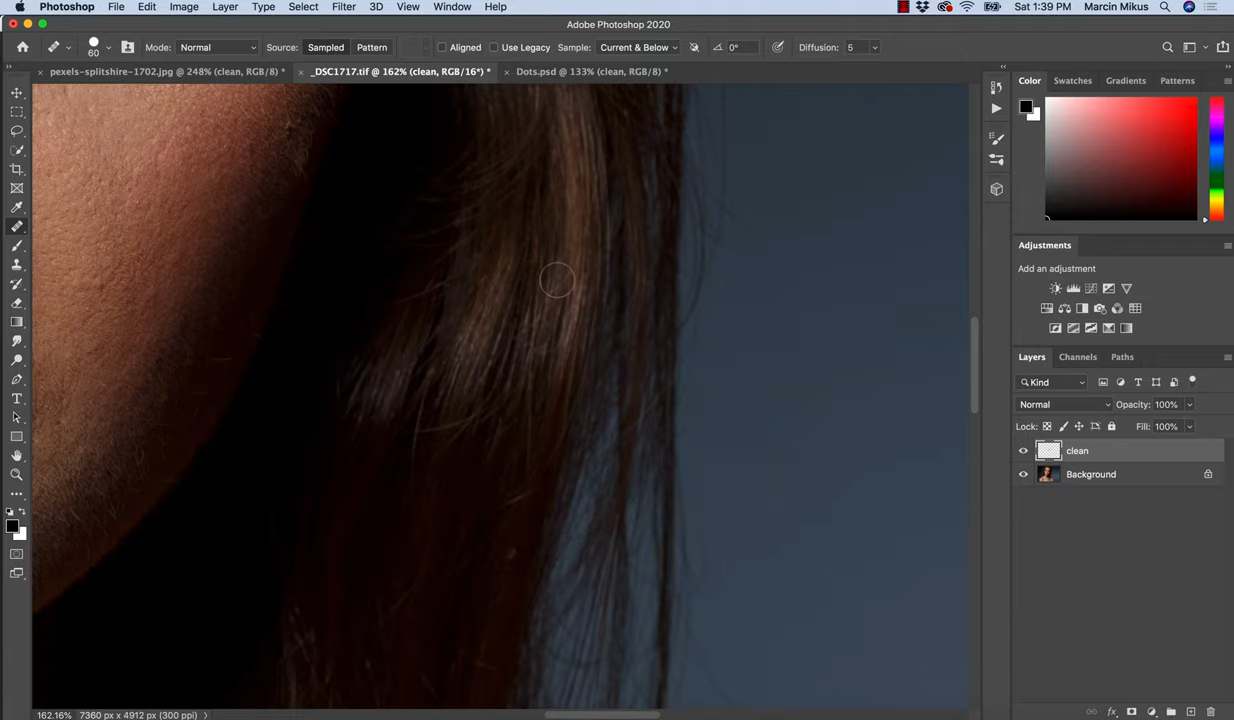 Photoshop File Edit Image Layer Type Select Filter 3D View Window Help Sat 1:39 PM Marcin Mikus
Adobe Photoshop 2020
60 Mode: Normal Source: Sampled Pattern Aligned Use Legacy Sample: Current & Below 0° Diffusion: 5
× pexels-splitshire-1702.jpg @ 248% (clean, RGB/8) * × _DSC1717.tif @ 162% (clean, RGB/16*) * × Dots.psd @ 133% (clean, RGB/8) *
Color Swatches Gradients Patterns
Adjustments
Add an adjustment
Layers Channels Paths
Kind
Normal Opacity: 100%
Lock: Fill: 100%
clean
Background
162.16% 7360 px x 4912 px (300 ppi)